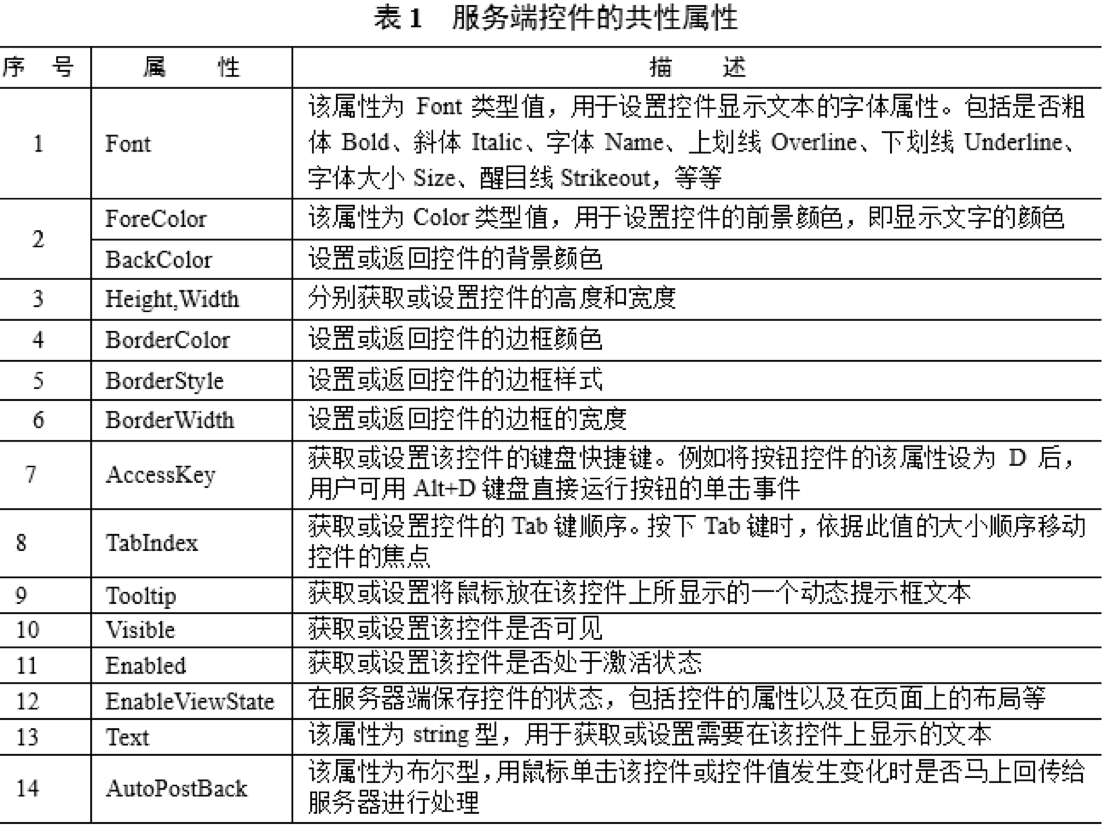 表 1 服务端控件的共性属性
序 号 属 性 描 述
1 Font 该属性为 Font 类型值，用于设置控件显示文本的字体属性。包括是否粗
体 Bold、斜体 Italic、字体 Name、上划线 Overline、下划线 Underline、
字体大小 Size、醒目线 Strikeout，等等
2 ForeColor 该属性为 Color 类型值，用于设置控件的前景颜色，即显示文字的颜色
BackColor 设置或返回控件的背景颜色
3 Height,Width 分别获取或设置控件的高度和宽度
4 BorderColor 设置或返回控件的边框颜色
5 BorderStyle 设置或返回控件的边框样式
6 BorderWidth 设置或返回控件的边框的宽度
7 AccessKey 获取或设置该控件的键盘快捷键。例如将按钮控件的该属性设为 D 后，
用户可用 Alt+D 键盘直接运行按钮的单击事件
8 TabIndex 获取或设置控件的 Tab 键顺序。按下 Tab 键时，依据此值的大小顺序移动
控件的焦点
9 Tooltip 获取或设置将鼠标放在该控件上所显示的一个动态提示框文本
10 Visible 获取或设置该控件是否可见
11 Enabled 获取或设置该控件是否处于激活状态
12 EnableViewState 在服务器端保存控件的状态，包括控件的属性以及在页面上的布局等
13 Text 该属性为 string 型，用于获取或设置需要在该控件上显示的文本
14 AutoPostBack 该属性为布尔型，用鼠标单击该控件或控件值发生变化时是否马上回传给
服务器进行处理